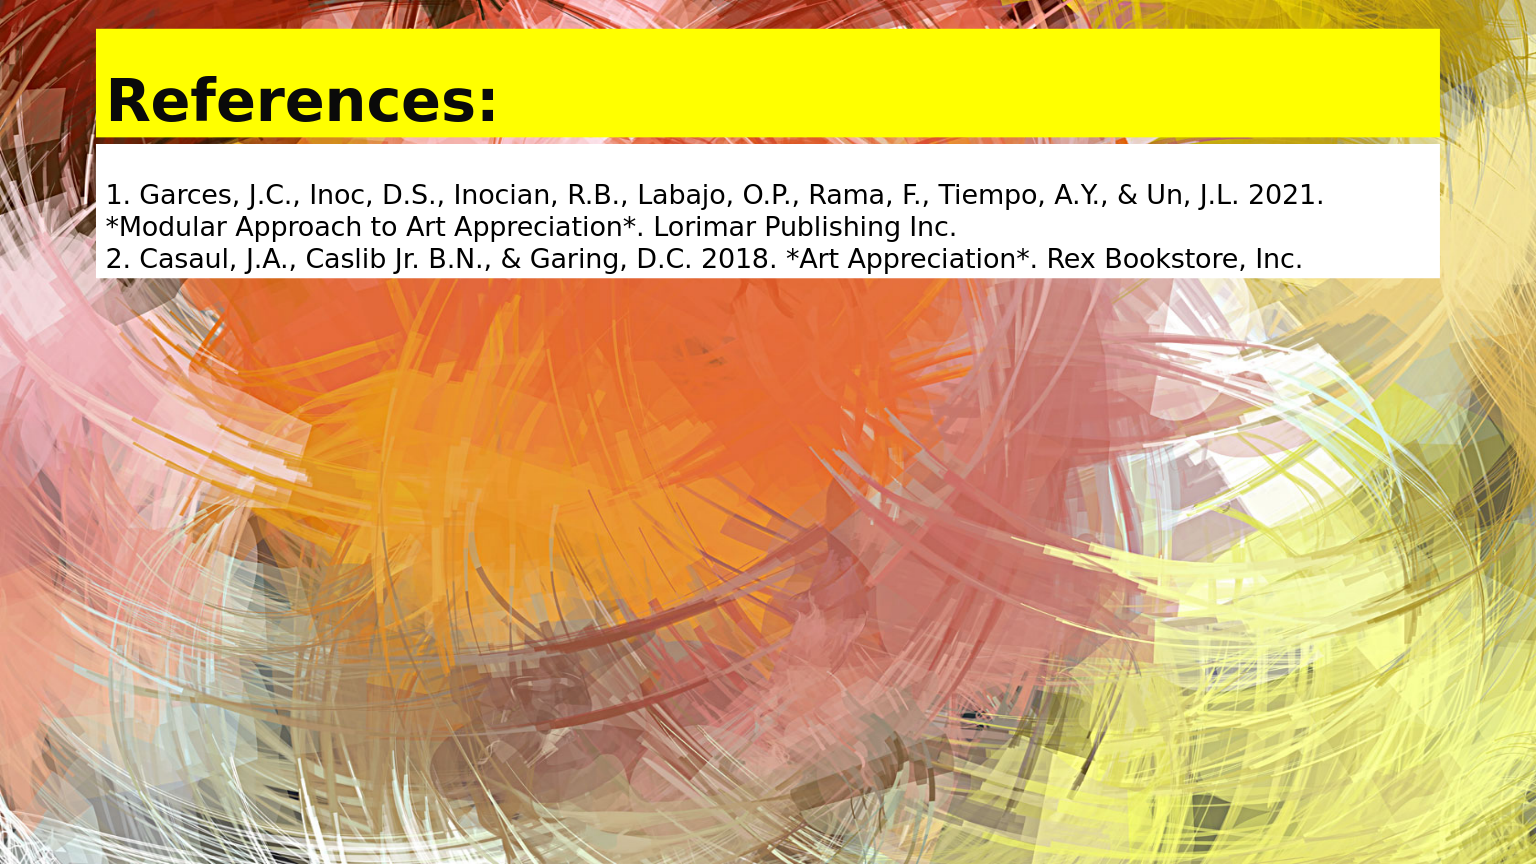 References:
1. Garces, J.C., Inoc, D.S., Inocian, R.B., Labajo, O.P., Rama, F., Tiempo, A.Y., & Un, J.L. 2021.
*Modular Approach to Art Appreciation*. Lorimar Publishing Inc.
2. Casaul, J.A., Caslib Jr. B.N., & Garing, D.C. 2018. *Art Appreciation*. Rex Bookstore, Inc.